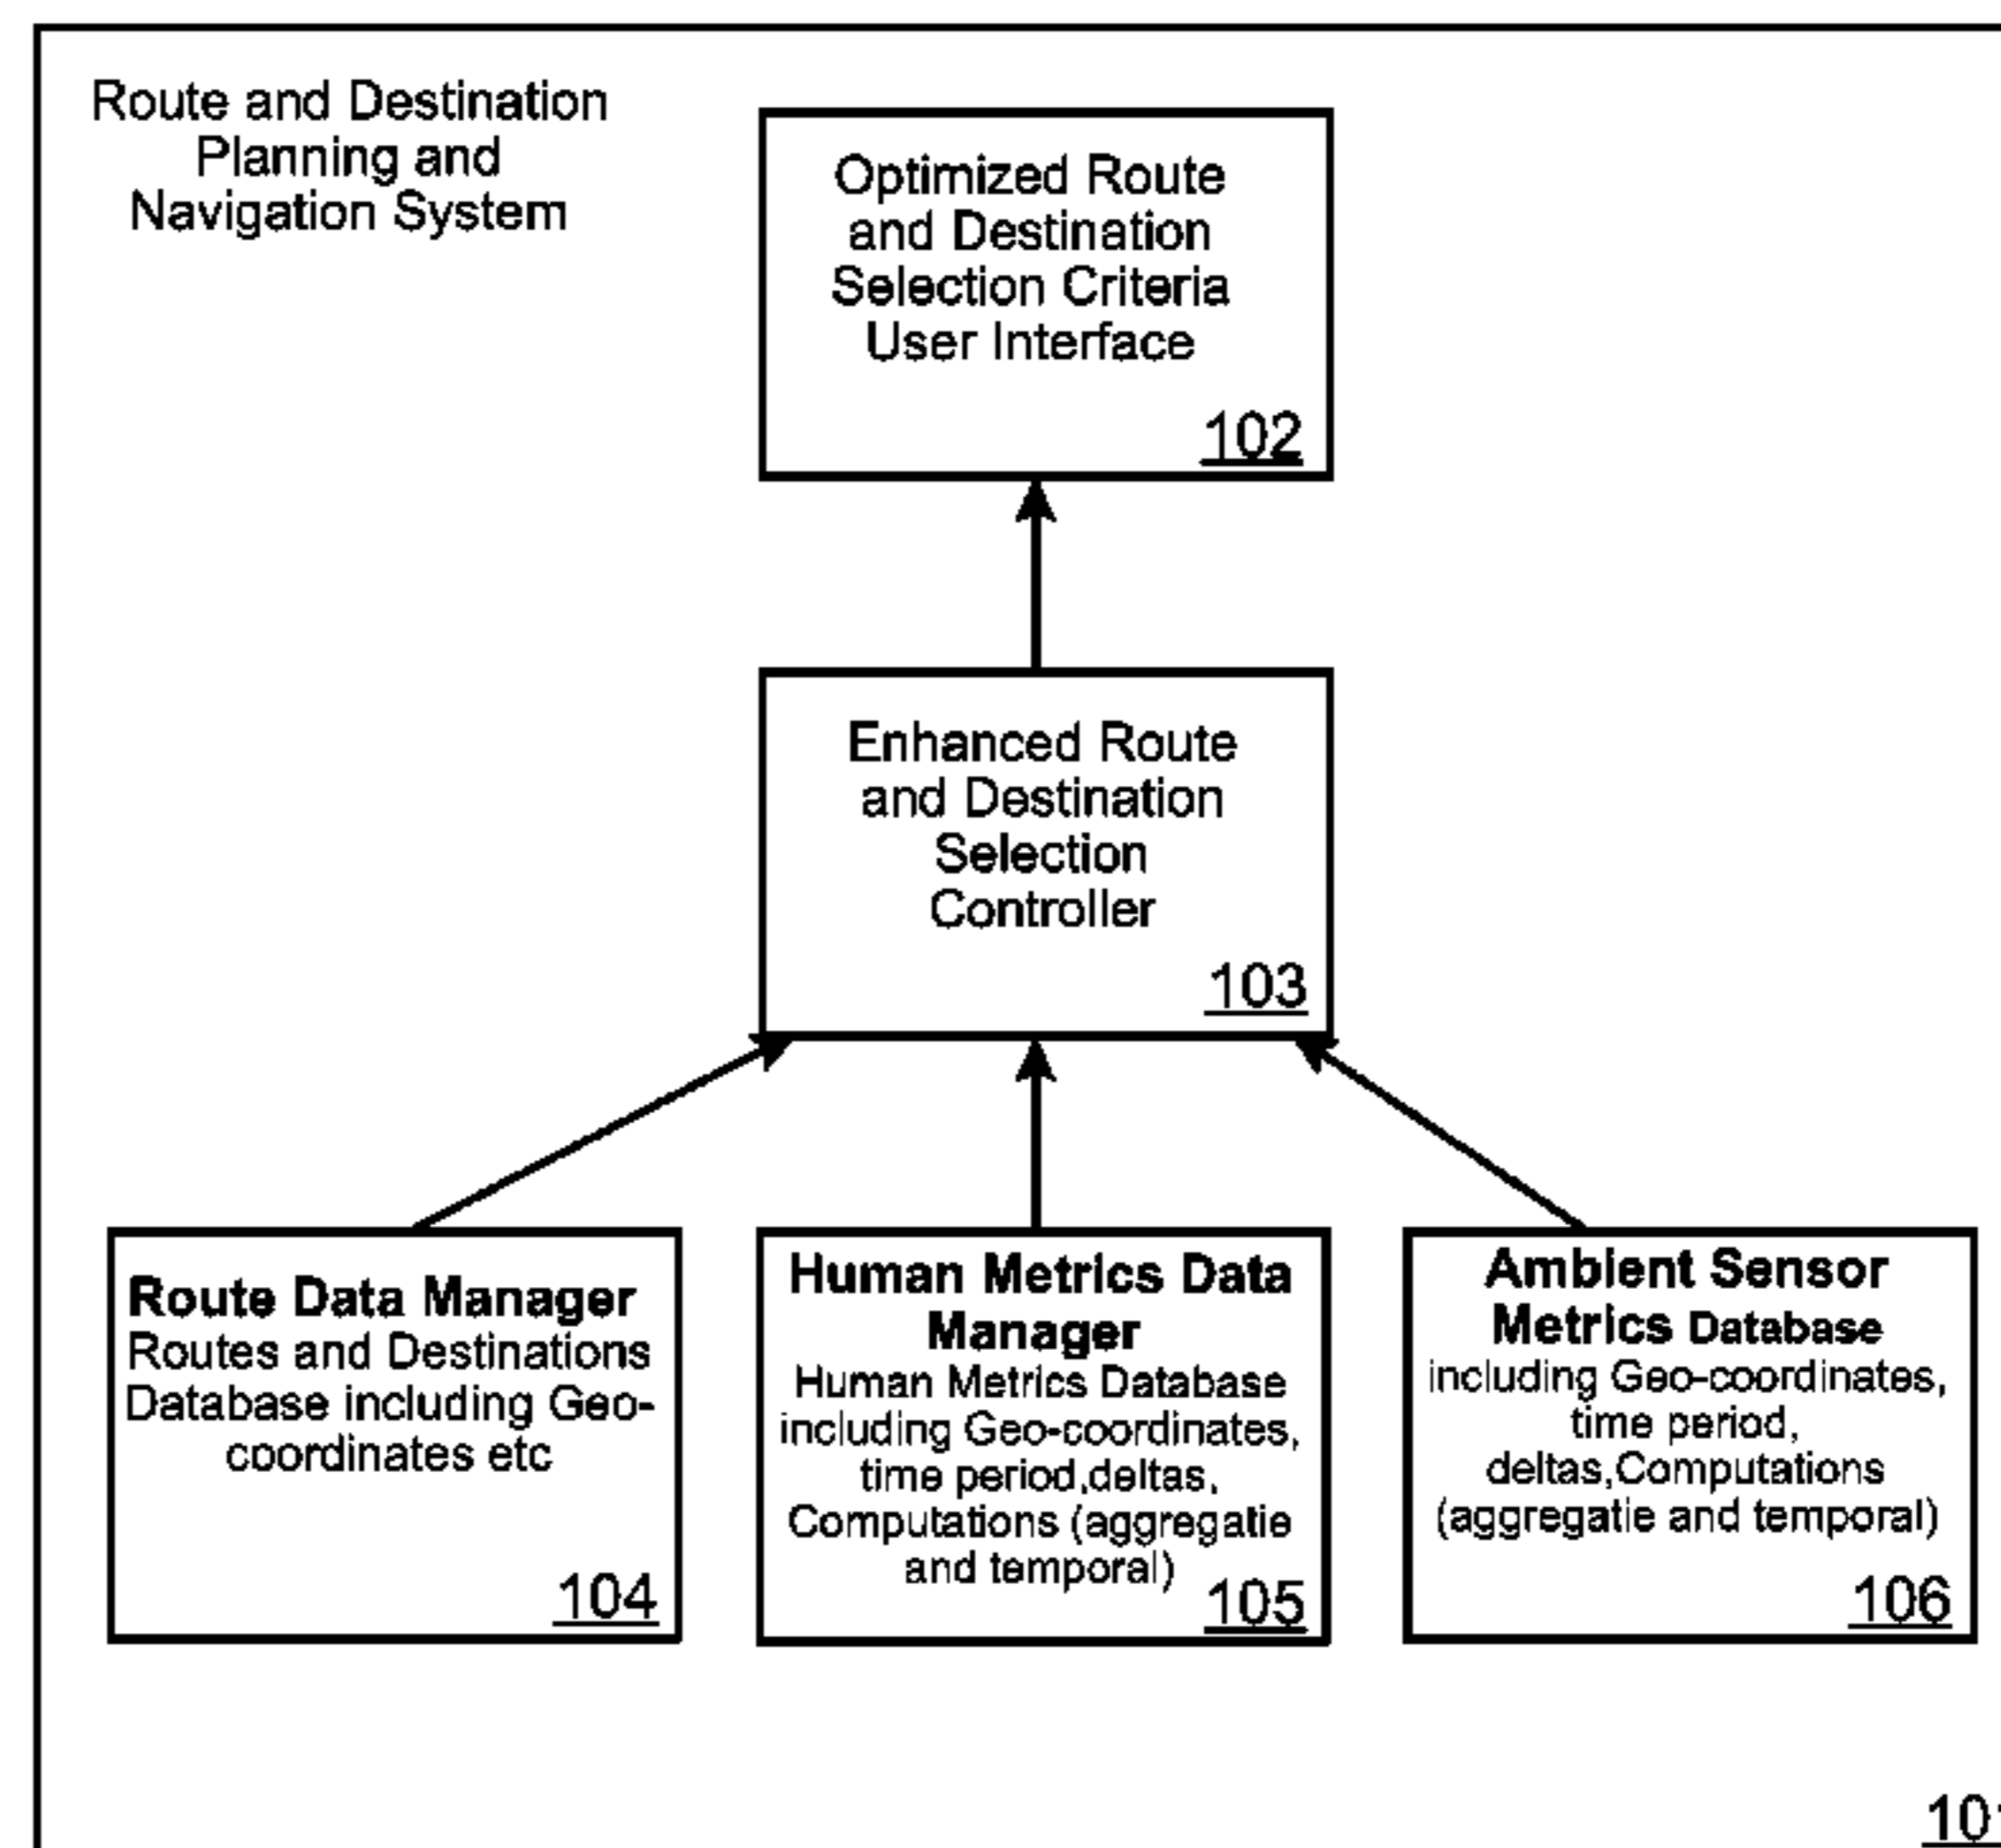 Route and Destination
Planning and
Navigation System
Optimized Route
and Destination
Selection Criteria
User Interface
102
Enhanced Route
and Destination
Selection
Controller
103
Route Data Manager
Routes and Destinations
Database including Geo-
coordinates etc
104
Human Metrics Data
Manager
Human Metrics Database
including Geo-coordinates,
time period,deltas,
Computations (aggregatie
and temporal)
105
Ambient Sensor
Metrics Database
including Geo-coordinates,
time period,
deltas,Computations
(aggregatie and temporal)
106
101